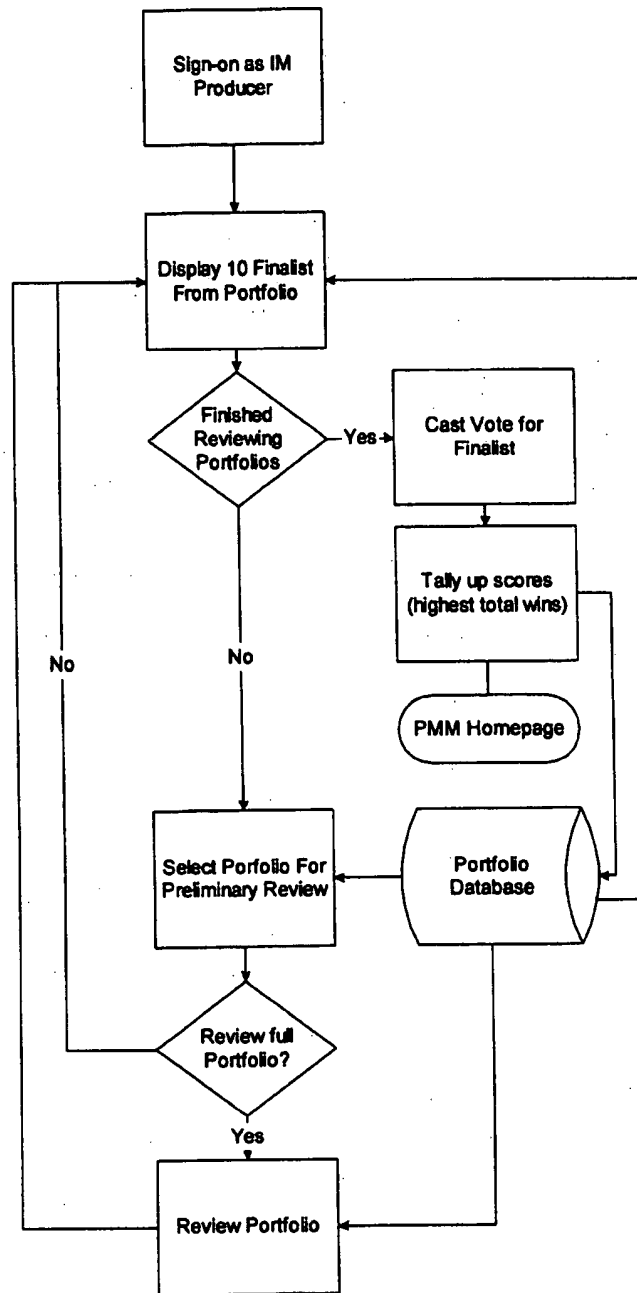 Sign-on as IM
Producer
Display 10 Finalist
From Portfolio
Finished
Reviewing
Portfolios
Yes
Cast Vote for
Finalist
Tally up scores
(highest total wins)
No
No
PMM Homepage
Select Porfolio For
Preliminary Review
Portfolio
Database
Review full
Portfolio?
Yes
Review Portfolio